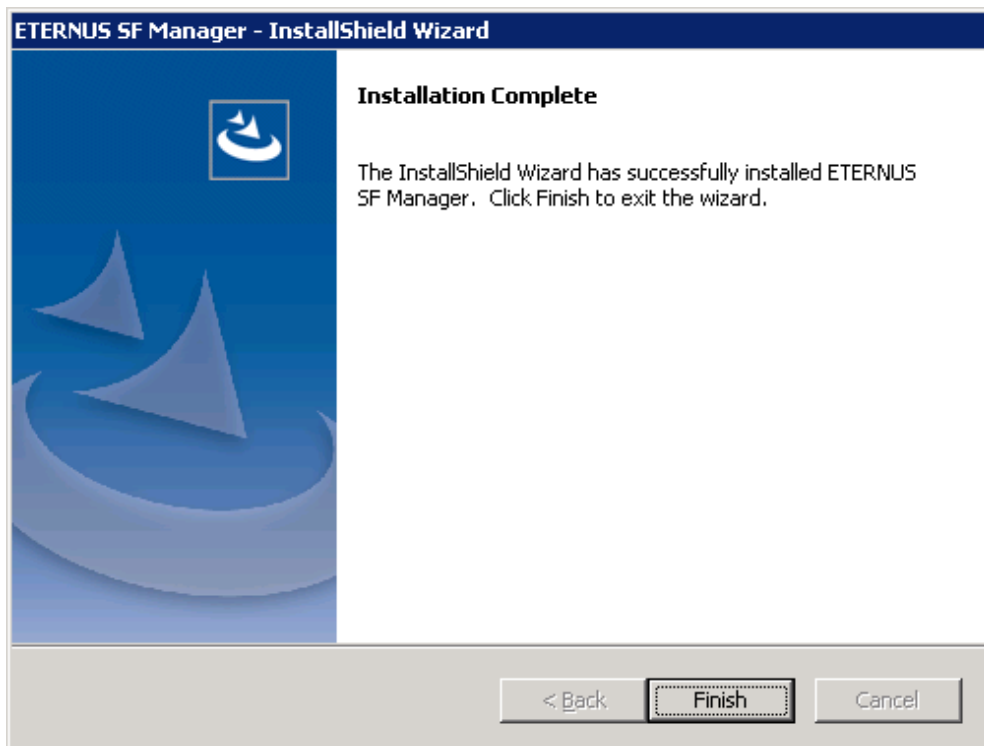 ETERNUS SF Manager - InstallShield Wizard
Installation Complete
The InstallShield Wizard has successfully installed ETERNUS
SF Manager.  Click Finish to exit the wizard.
< Back
Finish
Cancel